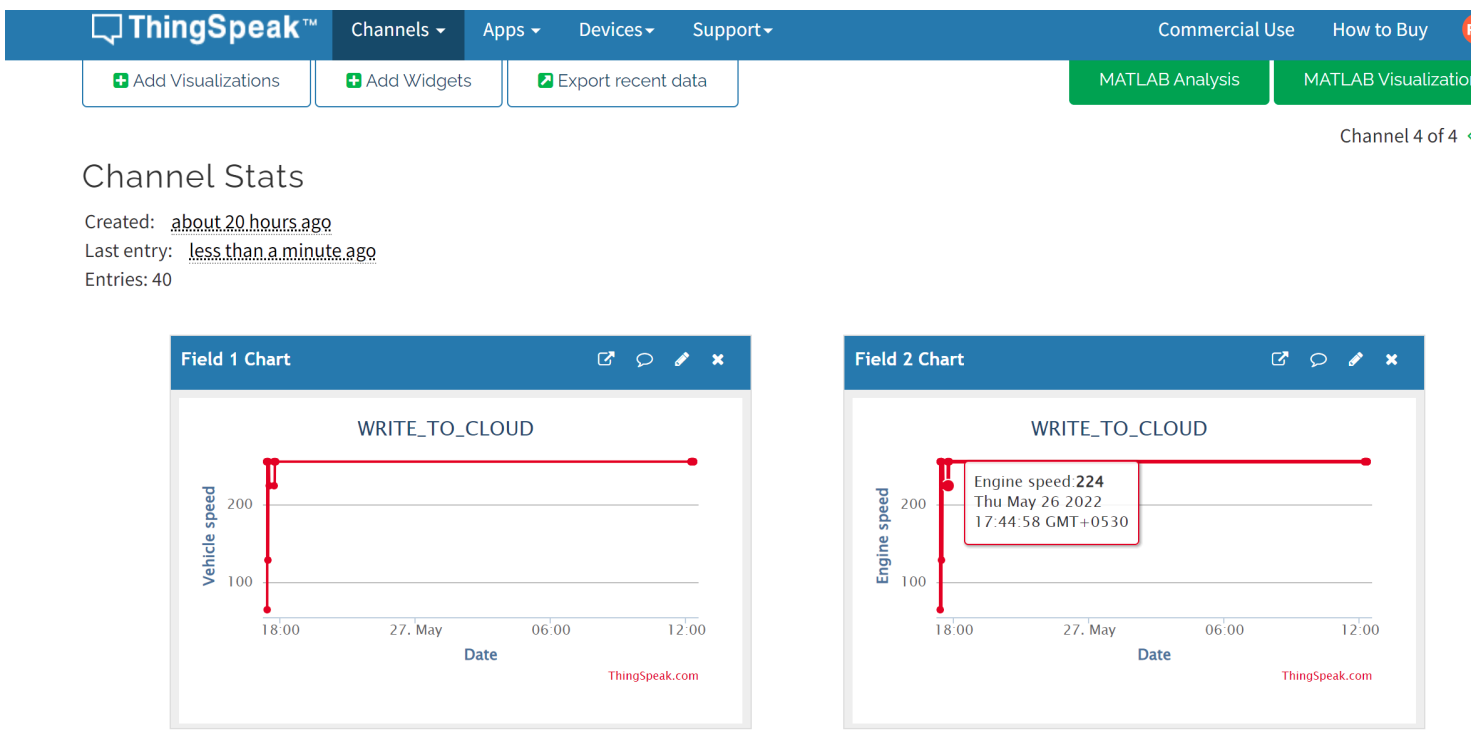 ThingSpeak™ Channels Apps Devices Support Commercial Use How to Buy
Add Visualizations Add Widgets Export recent data MATLAB Analysis MATLAB Visualization
Channel 4 of 4
Channel Stats
Created: about 20 hours ago
Last entry: less than a minute ago
Entries: 40
Field 1 Chart
WRITE_TO_CLOUD
Vehicle speed
200
100
18:00 27. May 06:00 12:00
Date
ThingSpeak.com
Field 2 Chart
WRITE_TO_CLOUD
Engine speed
200
100
Engine speed:224
Thu May 26 2022
17:44:58 GMT+0530
18:00 27. May 06:00 12:00
Date
ThingSpeak.com